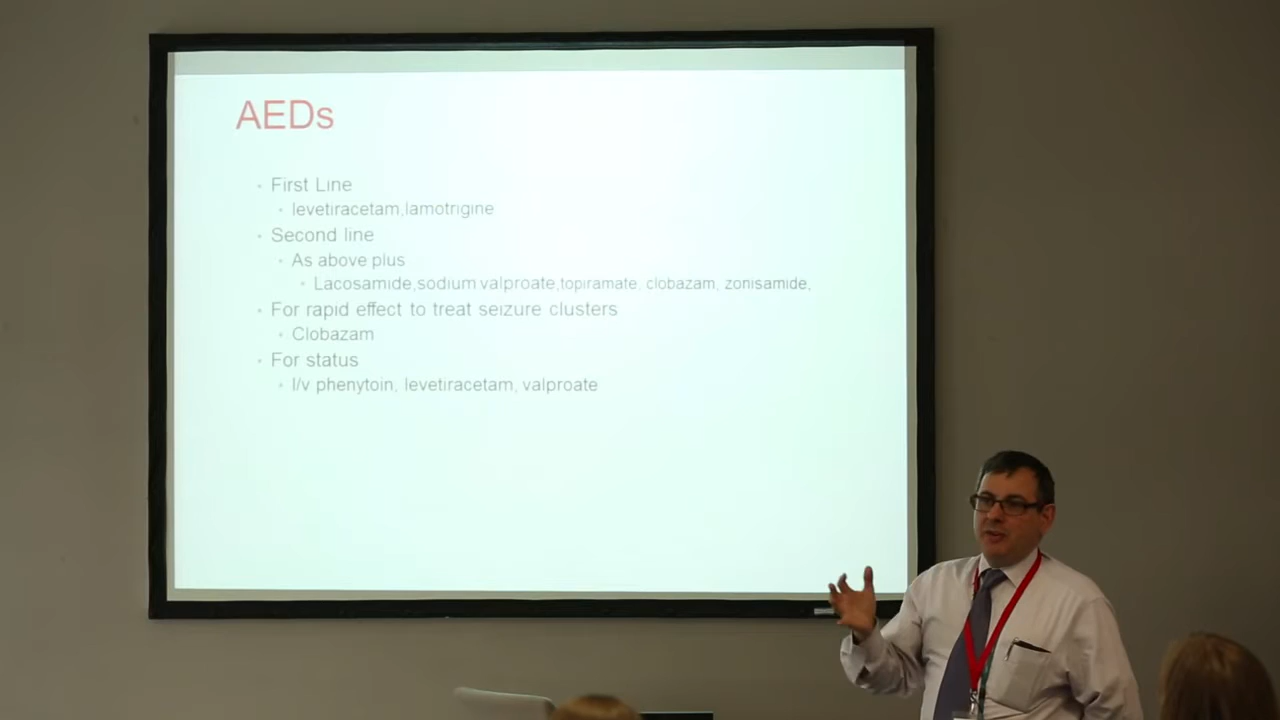 AEDs
First Line
levetiracetam,lamotrigine
Second line
As above plus
Lacosamide,sodium valproate,topiramate, clobazam, zonisamide,
For rapid effect to treat seizure clusters
Clobazam
For status
I/v phenytoin, levetiracetam, valproate